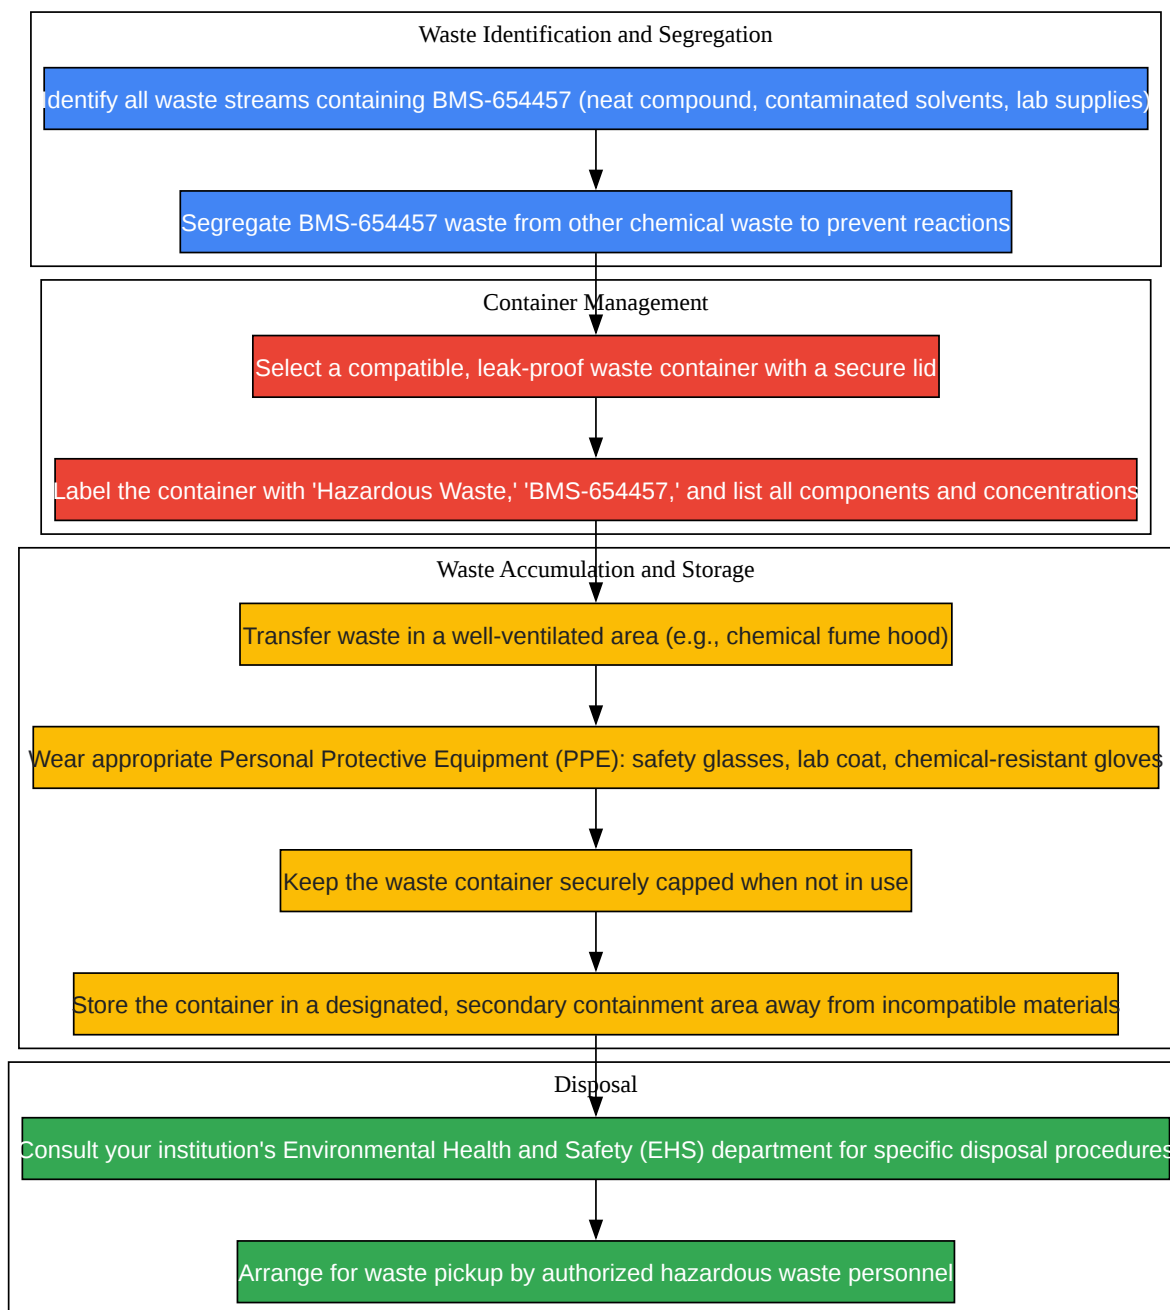 Waste Identification and Segregation
Identify all waste streams containing BMS-654457 (neat compound, contaminated solvents, lab supplies)
Segregate BMS-654457 waste from other chemical waste to prevent reactions
Container Management
Select a compatible, leak-proof waste container with a secure lid
Label the container with 'Hazardous Waste,' 'BMS-654457,' and list all components and concentrations
Waste Accumulation and Storage
Transfer waste in a well-ventilated area (e.g., chemical fume hood)
Wear appropriate Personal Protective Equipment (PPE): safety glasses, lab coat, chemical-resistant gloves
Keep the waste container securely capped when not in use
Store the container in a designated, secondary containment area away from incompatible materials
Disposal
Consult your institution's Environmental Health and Safety (EHS) department for specific disposal procedures
Arrange for waste pickup by authorized hazardous waste personnel